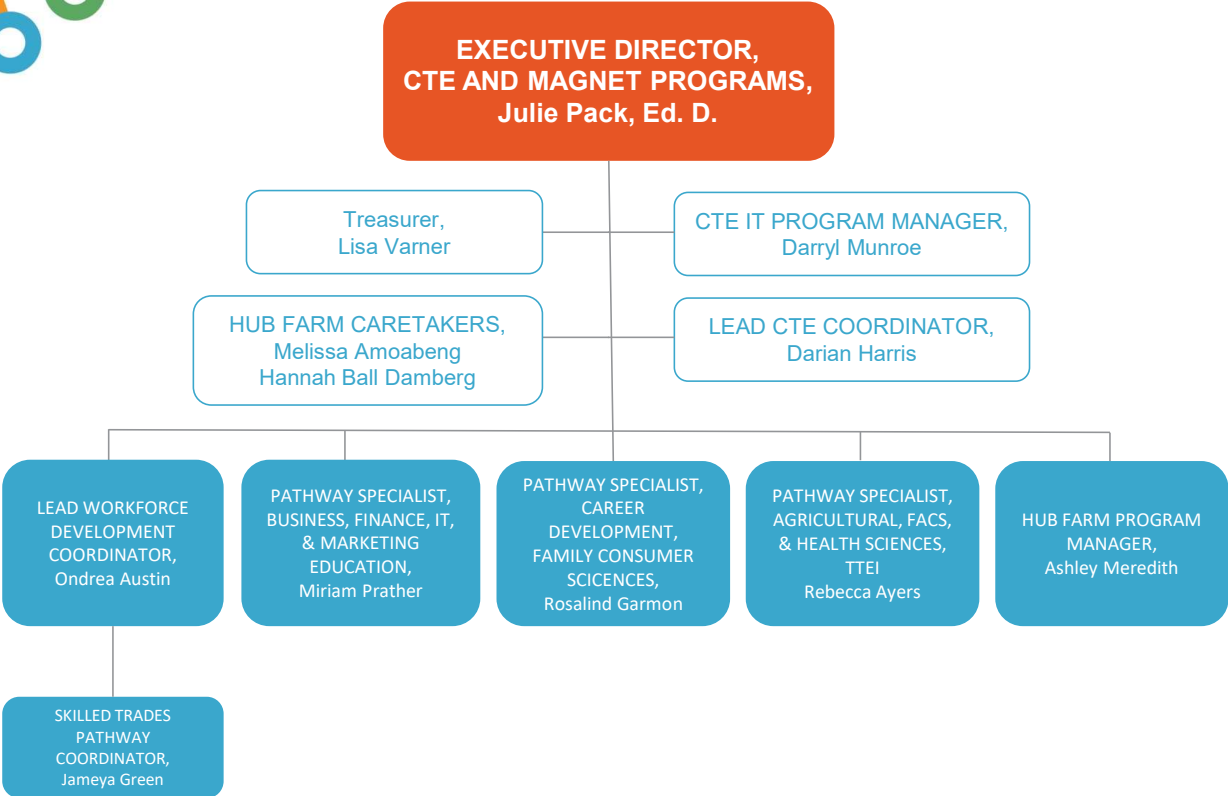 EXECUTIVE DIRECTOR,
CTE AND MAGNET PROGRAMS,
Julie Pack, Ed. D.
Treasurer,
Lisa Varner
CTE IT PROGRAM MANAGER,
Darryl Munroe
HUB FARM CARETAKERS,
Melissa Amoabeng
Hannah Ball Damberg
LEAD CTE COORDINATOR,
Darian Harris
LEAD WORKFORCE
DEVELOPMENT
COORDINATOR,
Ondrea Austin
PATHWAY SPECIALIST,
BUSINESS, FINANCE, IT,
& MARKETING
EDUCATION,
Miriam Prather
PATHWAY SPECIALIST,
CAREER
DEVELOPMENT,
FAMILY CONSUMER
SCICENCES,
Rosalind Garmon
PATHWAY SPECIALIST,
AGRICULTURAL, FACS,
& HEALTH SCIENCES,
TTEI
Rebecca Ayers
HUB FARM PROGRAM
MANAGER,
Ashley Meredith
SKILLED TRADES
PATHWAY
COORDINATOR,
Jameya Green